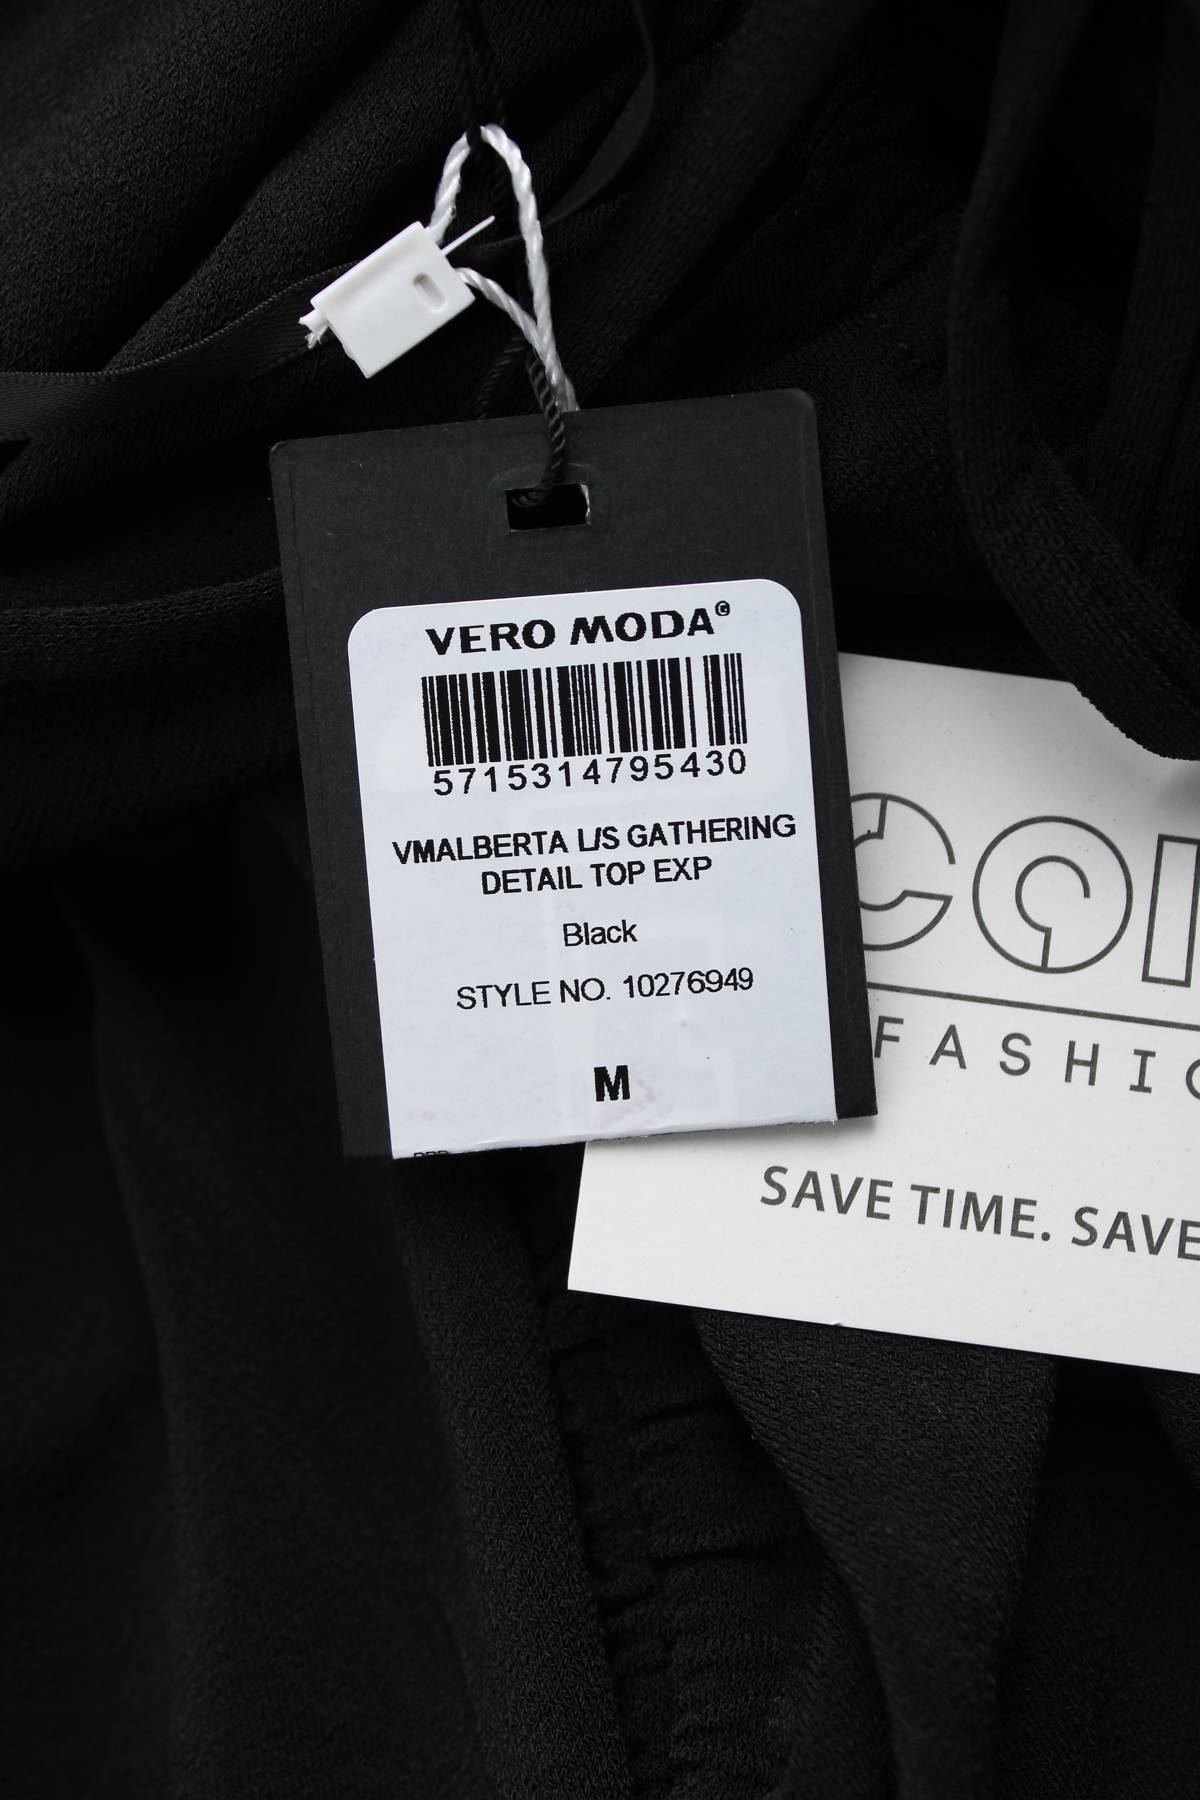 VERO MODA©
5715314795430
VMALBERTA L/S GATHERING
DETAIL TOP EXP
Black
STYLE NO. 10276949
M
FASHIO
SAVE TIME. SAVE